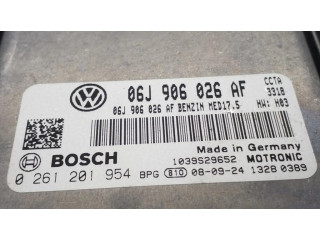 06J 906 026 AF
CCTA
3318
06J 906 026 AF BENZIN MED17.5
HW: H03
Made in Germany
BOSCH
1039S29652 MOTRONIC
0 261 201 954 BPG 810 08-09-24 1328 0389